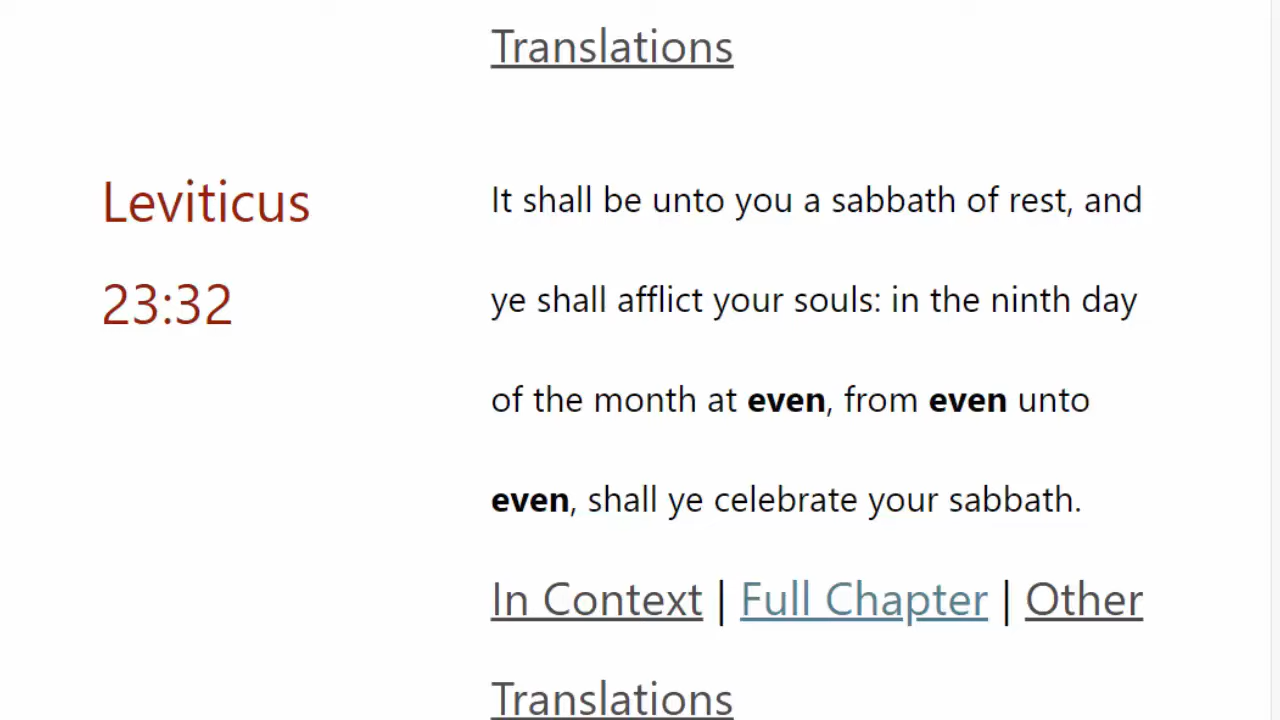 Translations
Leviticus
23:32
It shall be unto you a sabbath of rest, and
ye shall afflict your souls: in the ninth day
of the month at even, from even unto
even, shall ye celebrate your sabbath.
In Context | Full Chapter | Other
Translations